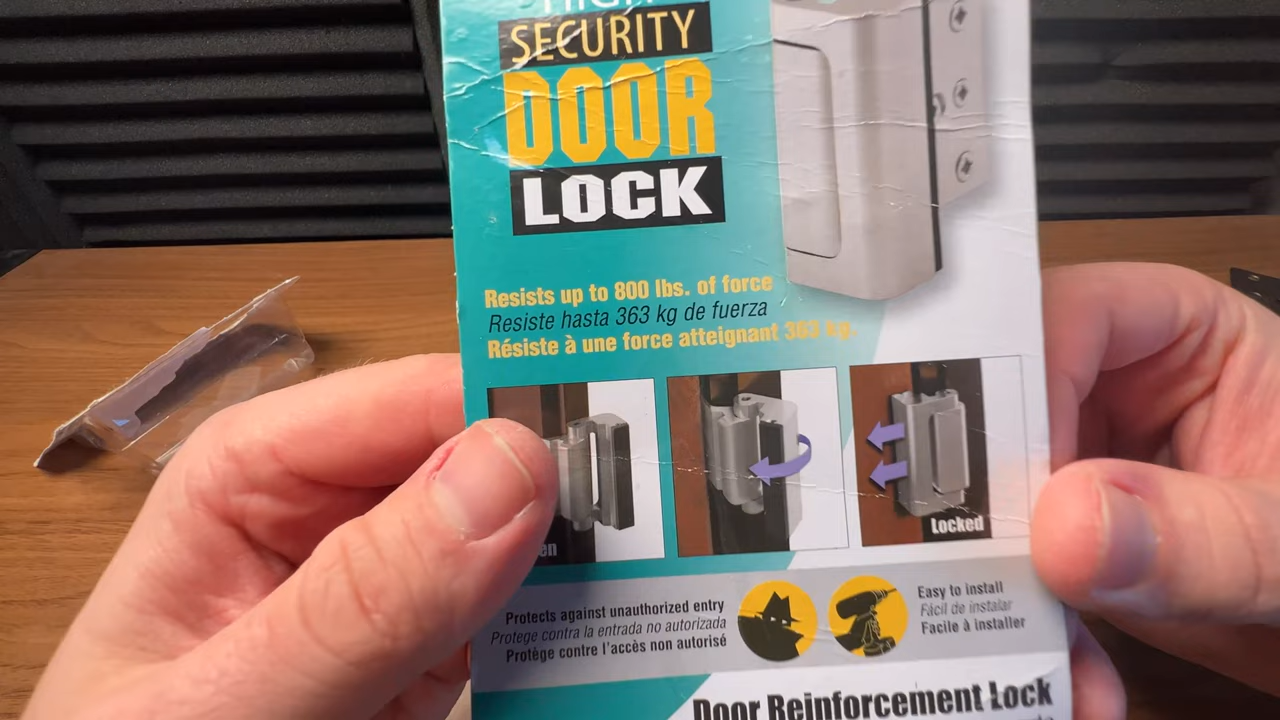 HIGH
SECURITY
DOOR
LOCK
Resists up to 800 lbs. of force
Resiste hasta 363 kg de fuerza
Résiste à une force atteignant 363 kg.
en
Locked
Protects against unauthorized entry
Protege contra la entrada no autorizada
Protège contre l'accès non autorisé
Easy to install
Fácil de instalar
Facile à installer
Door Reinforcement Lock